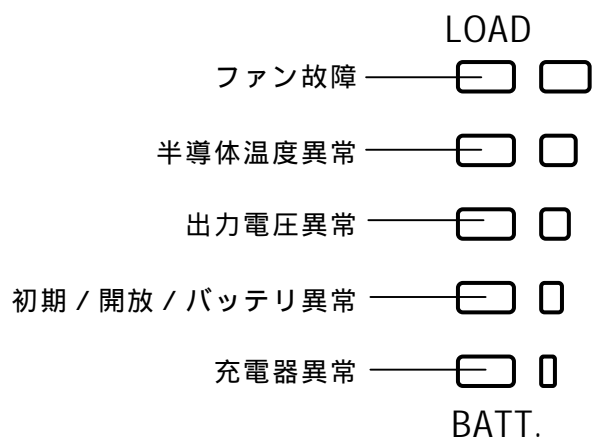 LOAD
ファン故障
半導体温度異常
出力電圧異常
初期 / 開放 / バッテリ異常
充電器異常
BATT.